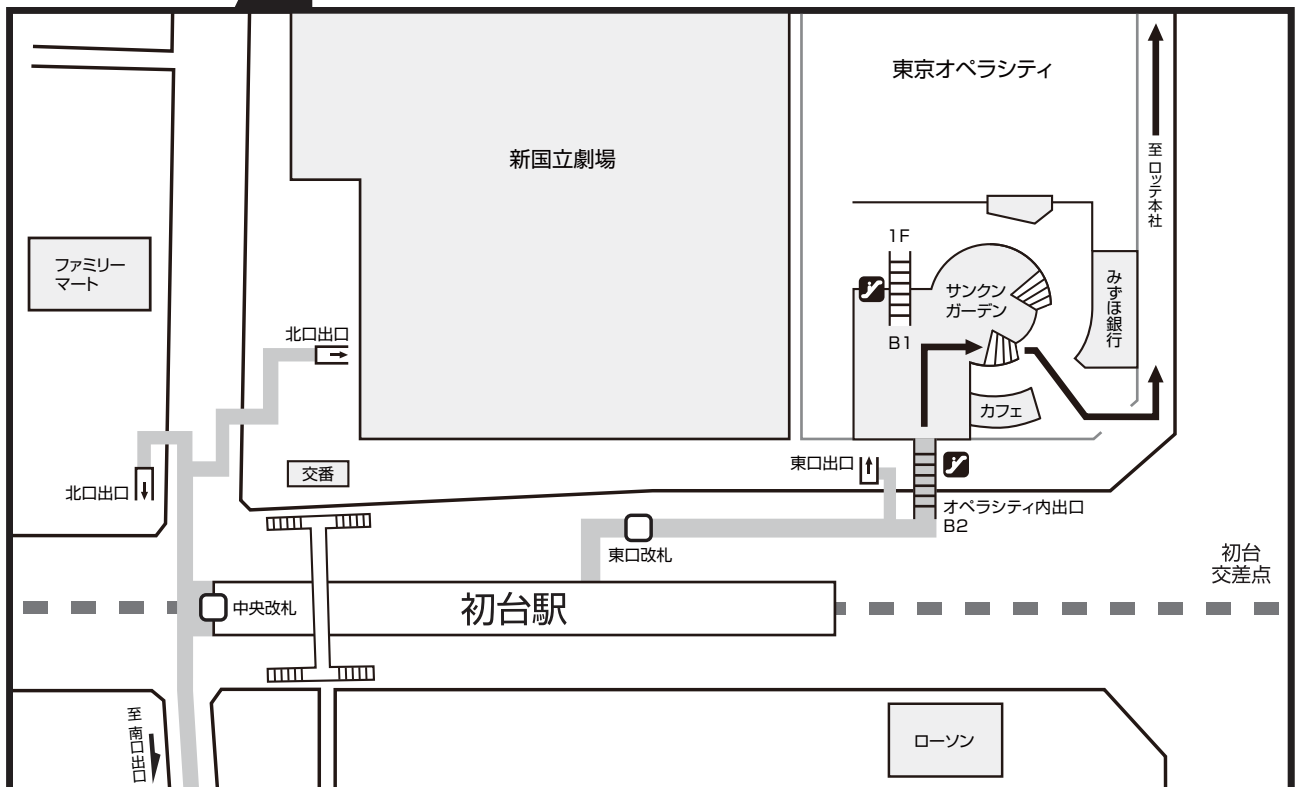 東京オペラシティ
新国立劇場
至 ロッテ本社
1F
ファミリー
マート
サンクン
ガーデン
みずほ銀行
北口出口
B1
カフェ
東口出口
交番
北口出口
オペラシティ内出口
B2
東口改札
初台
交差点
中央改札
初台駅
至 南口出口
ローソン